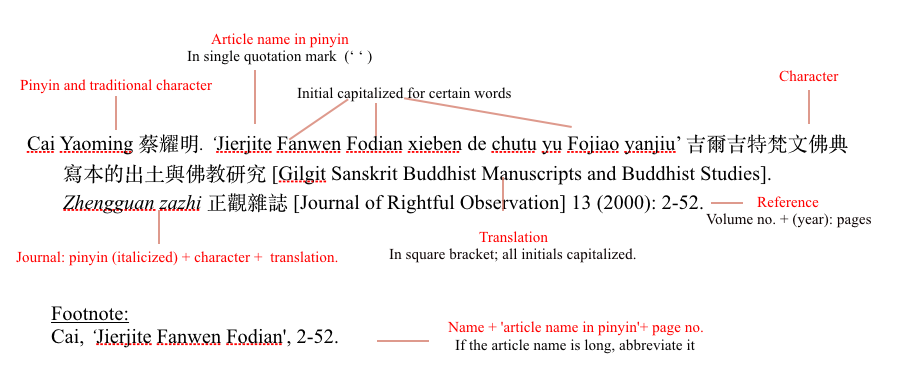 Article name in pinyin
In single quotation mark (‘ ‘ )
Pinyin and traditional character
Initial capitalized for certain words
Character
Cai Yaoming 蔡耀明. ‘Jierjite Fanwen Fodian xieben de chutu yu Fojiao yanjiu’ 吉爾吉特梵文佛典
寫本的出土與佛教研究 [Gilgit Sanskrit Buddhist Manuscripts and Buddhist Studies].
Zhengguan zazhi 正觀雜誌 [Journal of Rightful Observation] 13 (2000): 2-52.
Reference
Volume no. + (year): pages
Translation
In square bracket; all initials capitalized.
Journal: pinyin (italicized) + character + translation.
Footnote:
Cai, ‘Jierjite Fanwen Fodian', 2-52.
Name + 'article name in pinyin'+ page no.
If the article name is long, abbreviate it